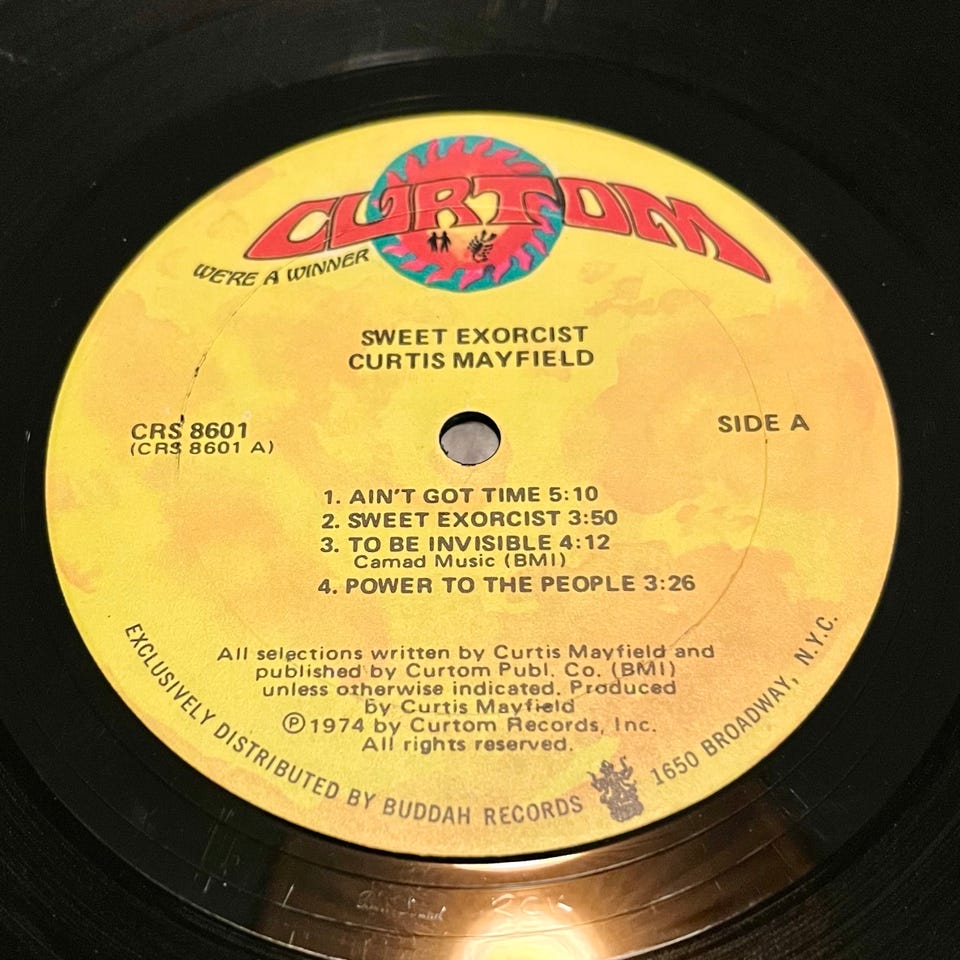 CURTOM
WE'RE A WINNER
SWEET EXORCIST
CURTIS MAYFIELD
CRS 8601
(CRS 8601 A)
SIDE A
1. AIN'T GOT TIME 5:10
2. SWEET EXORCIST 3:50
3. TO BE INVISIBLE 4:12
Camad Music (BMI)
4. POWER TO THE PEOPLE 3:26
All selections written by Curtis Mayfield and
published by Curtom Publ. Co. (BMI)
unless otherwise indicated. Produced
by Curtis Mayfield
℗ 1974 by Curtom Records, Inc.
All rights reserved.
EXCLUSIVELY DISTRIBUTED BY BUDDAH RECORDS 1650 BROADWAY, N.Y.C.